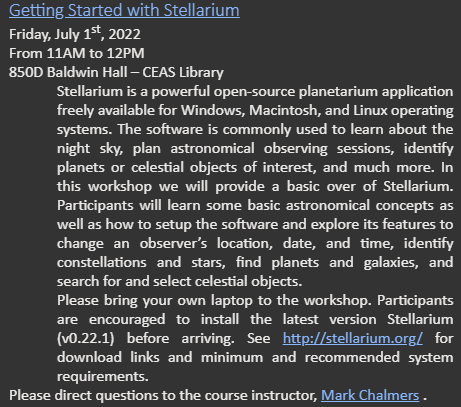 Getting Started with Stellarium
Friday, July 1st, 2022
From 11AM to 12PM
850D Baldwin Hall – CEAS Library
Stellarium is a powerful open-source planetarium application
freely available for Windows, Macintosh, and Linux operating
systems. The software is commonly used to learn about the
night sky, plan astronomical observing sessions, identify
planets or celestial objects of interest, and much more. In
this workshop we will provide a basic over of Stellarium.
Participants will learn some basic astronomical concepts as
well as how to setup the software and explore its features to
change an observer's location, date, and time, identify
constellations and stars, find planets and galaxies, and
search for and select celestial objects.
Please bring your own laptop to the workshop. Participants
are encouraged to install the latest version Stellarium
(v0.22.1) before arriving. See http://stellarium.org/ for
download links and minimum and recommended system
requirements.
Please direct questions to the course instructor, Mark Chalmers .